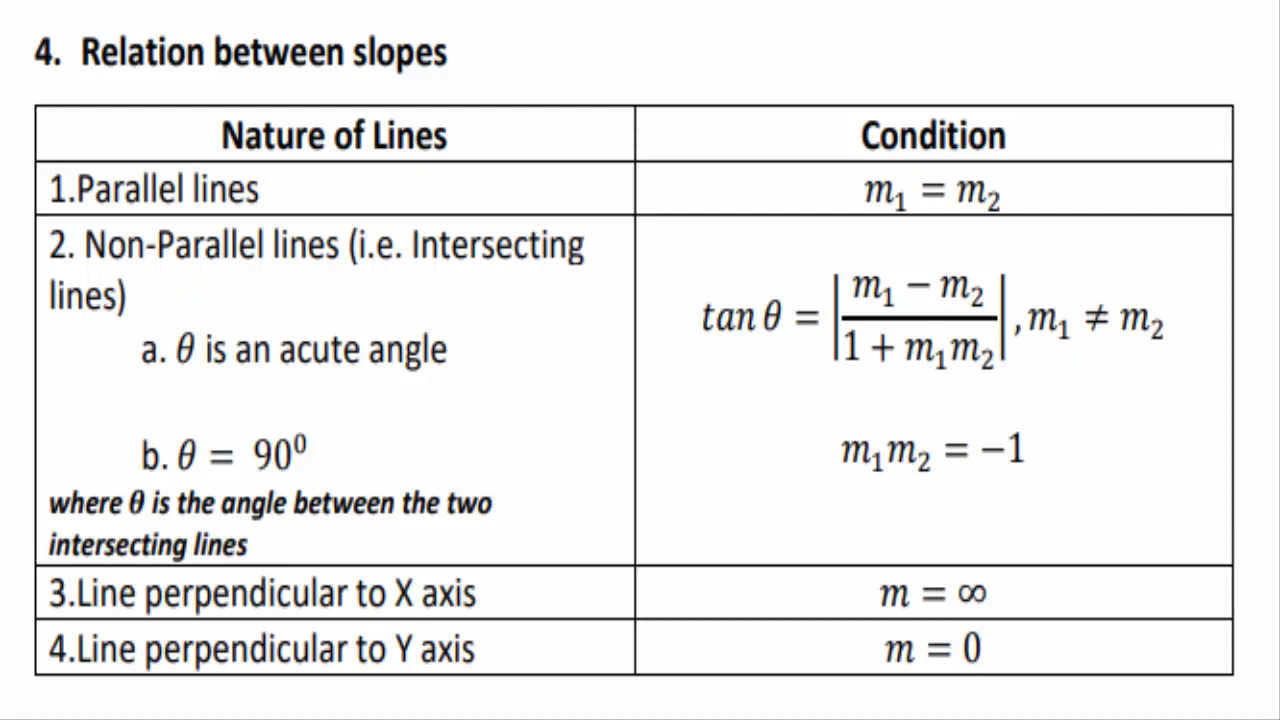 4. Relation between slopes
Nature of Lines
Condition
1.Parallel lines
m₁ = m₂
2. Non-Parallel lines (i.e. Intersecting
lines)
a. θ is an acute angle
tan θ = |(m₁ − m₂)/(1 + m₁m₂)|, m₁ ≠ m₂
b. θ = 90⁰
m₁m₂ = −1
where θ is the angle between the two
intersecting lines
3.Line perpendicular to X axis
m = ∞
4.Line perpendicular to Y axis
m = 0